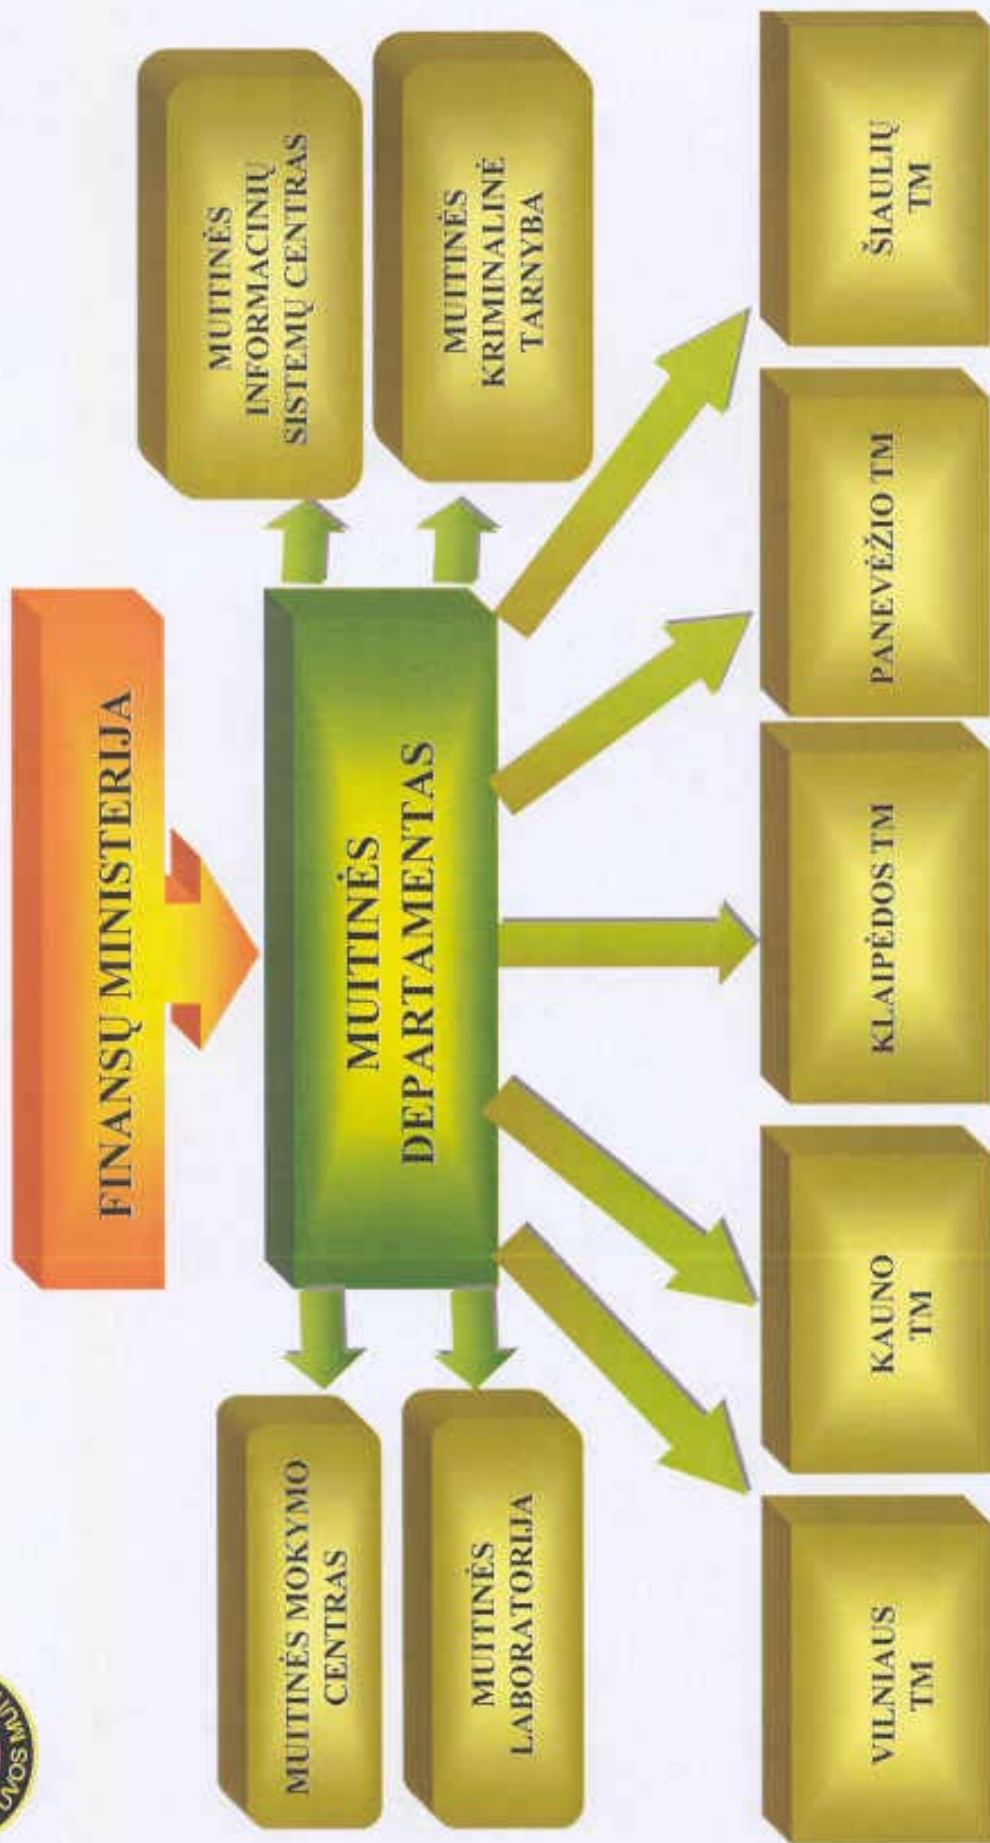 FINANSŲ MINISTERIJA
MUITINĖS
DEPARTAMENTAS
MUITINĖS MOKYMO
CENTRAS
MUITINĖS
LABORATORIJA
MUITINĖS
INFORMACINIŲ
SISTEMŲ CENTRAS
MUITINĖS
KRIMINALINĖ
TARNYBA
VILNIAUS
TM
KAUNO
TM
KLAIPĖDOS TM
PANEVĖŽIO TM
ŠIAULIŲ
TM